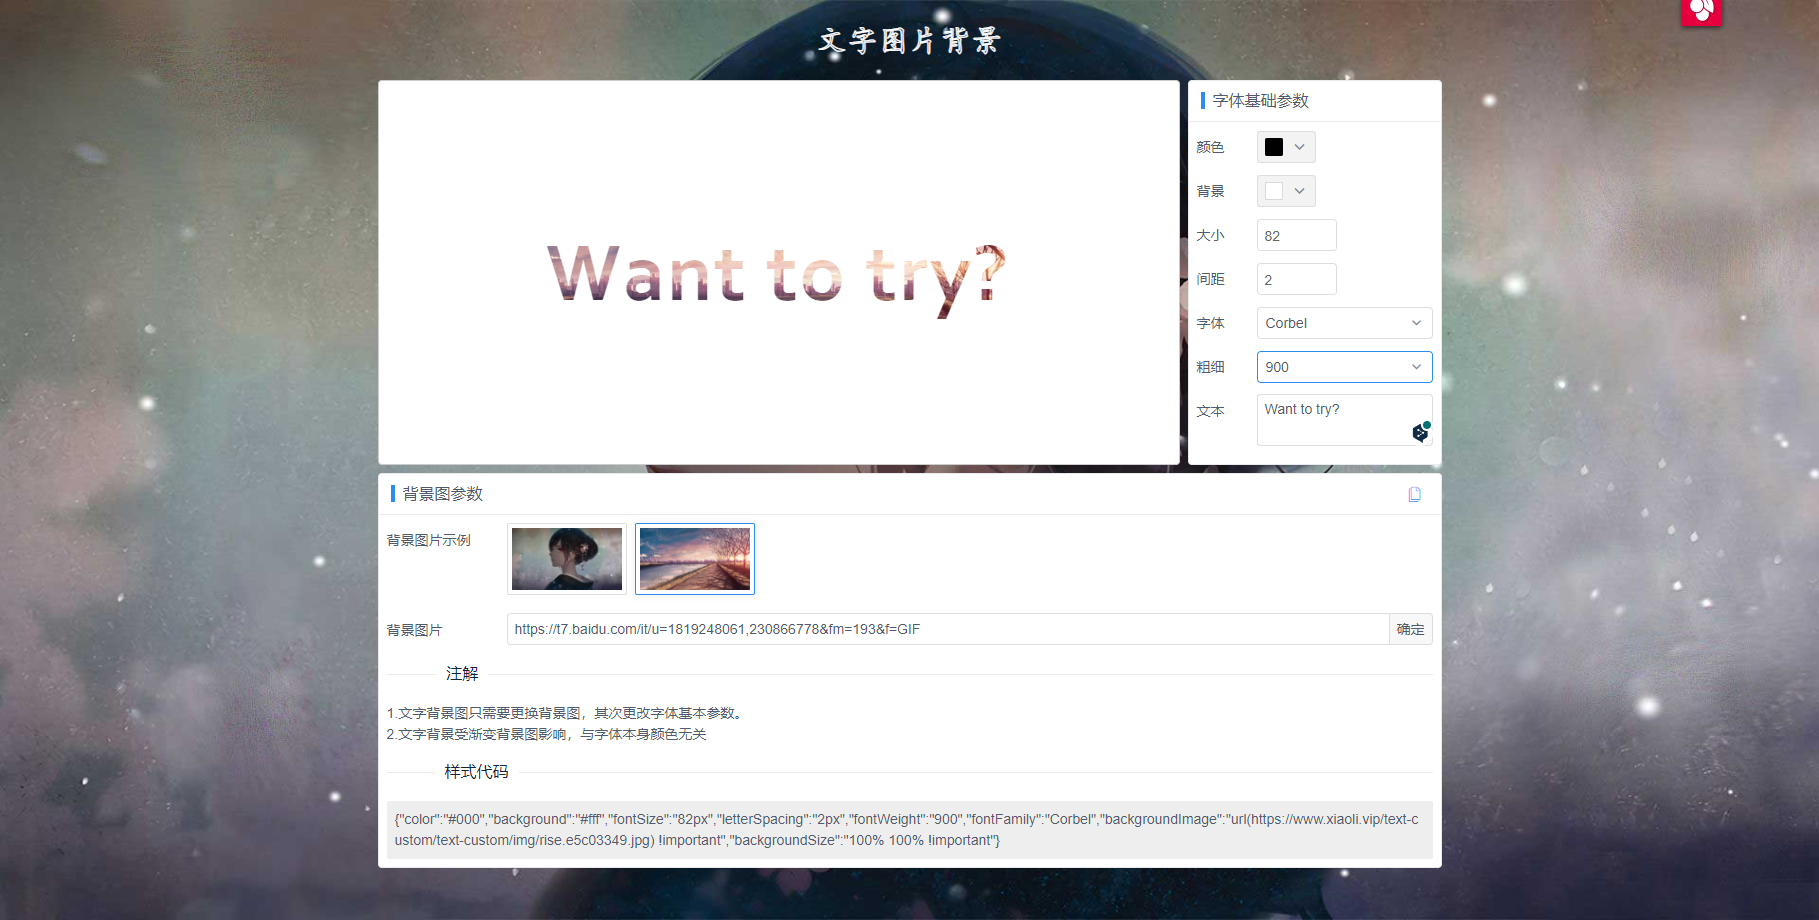 文字图片背景
Want to try?
字体基础参数
颜色
背景
大小
82
间距
2
字体
Corbel
粗细
900
文本
Want to try?
背景图参数
背景图片示例
背景图片
https://t7.baidu.com/it/u=1819248061,230866778&fm=193&f=GIF
确定
注解
1.文字背景图只需要更换背景图，其次更改字体基本参数。
2.文字背景受渐变背景图影响，与字体本身颜色无关
样式代码
{"color":"#000","background":"#fff","fontSize":"82px","letterSpacing":"2px","fontWeight":"900","fontFamily":"Corbel","backgroundImage":"url(https://www.xiaoli.vip/text-c
ustom/text-custom/img/rise.e5c03349.jpg) !important","backgroundSize":"100% 100% !important"}